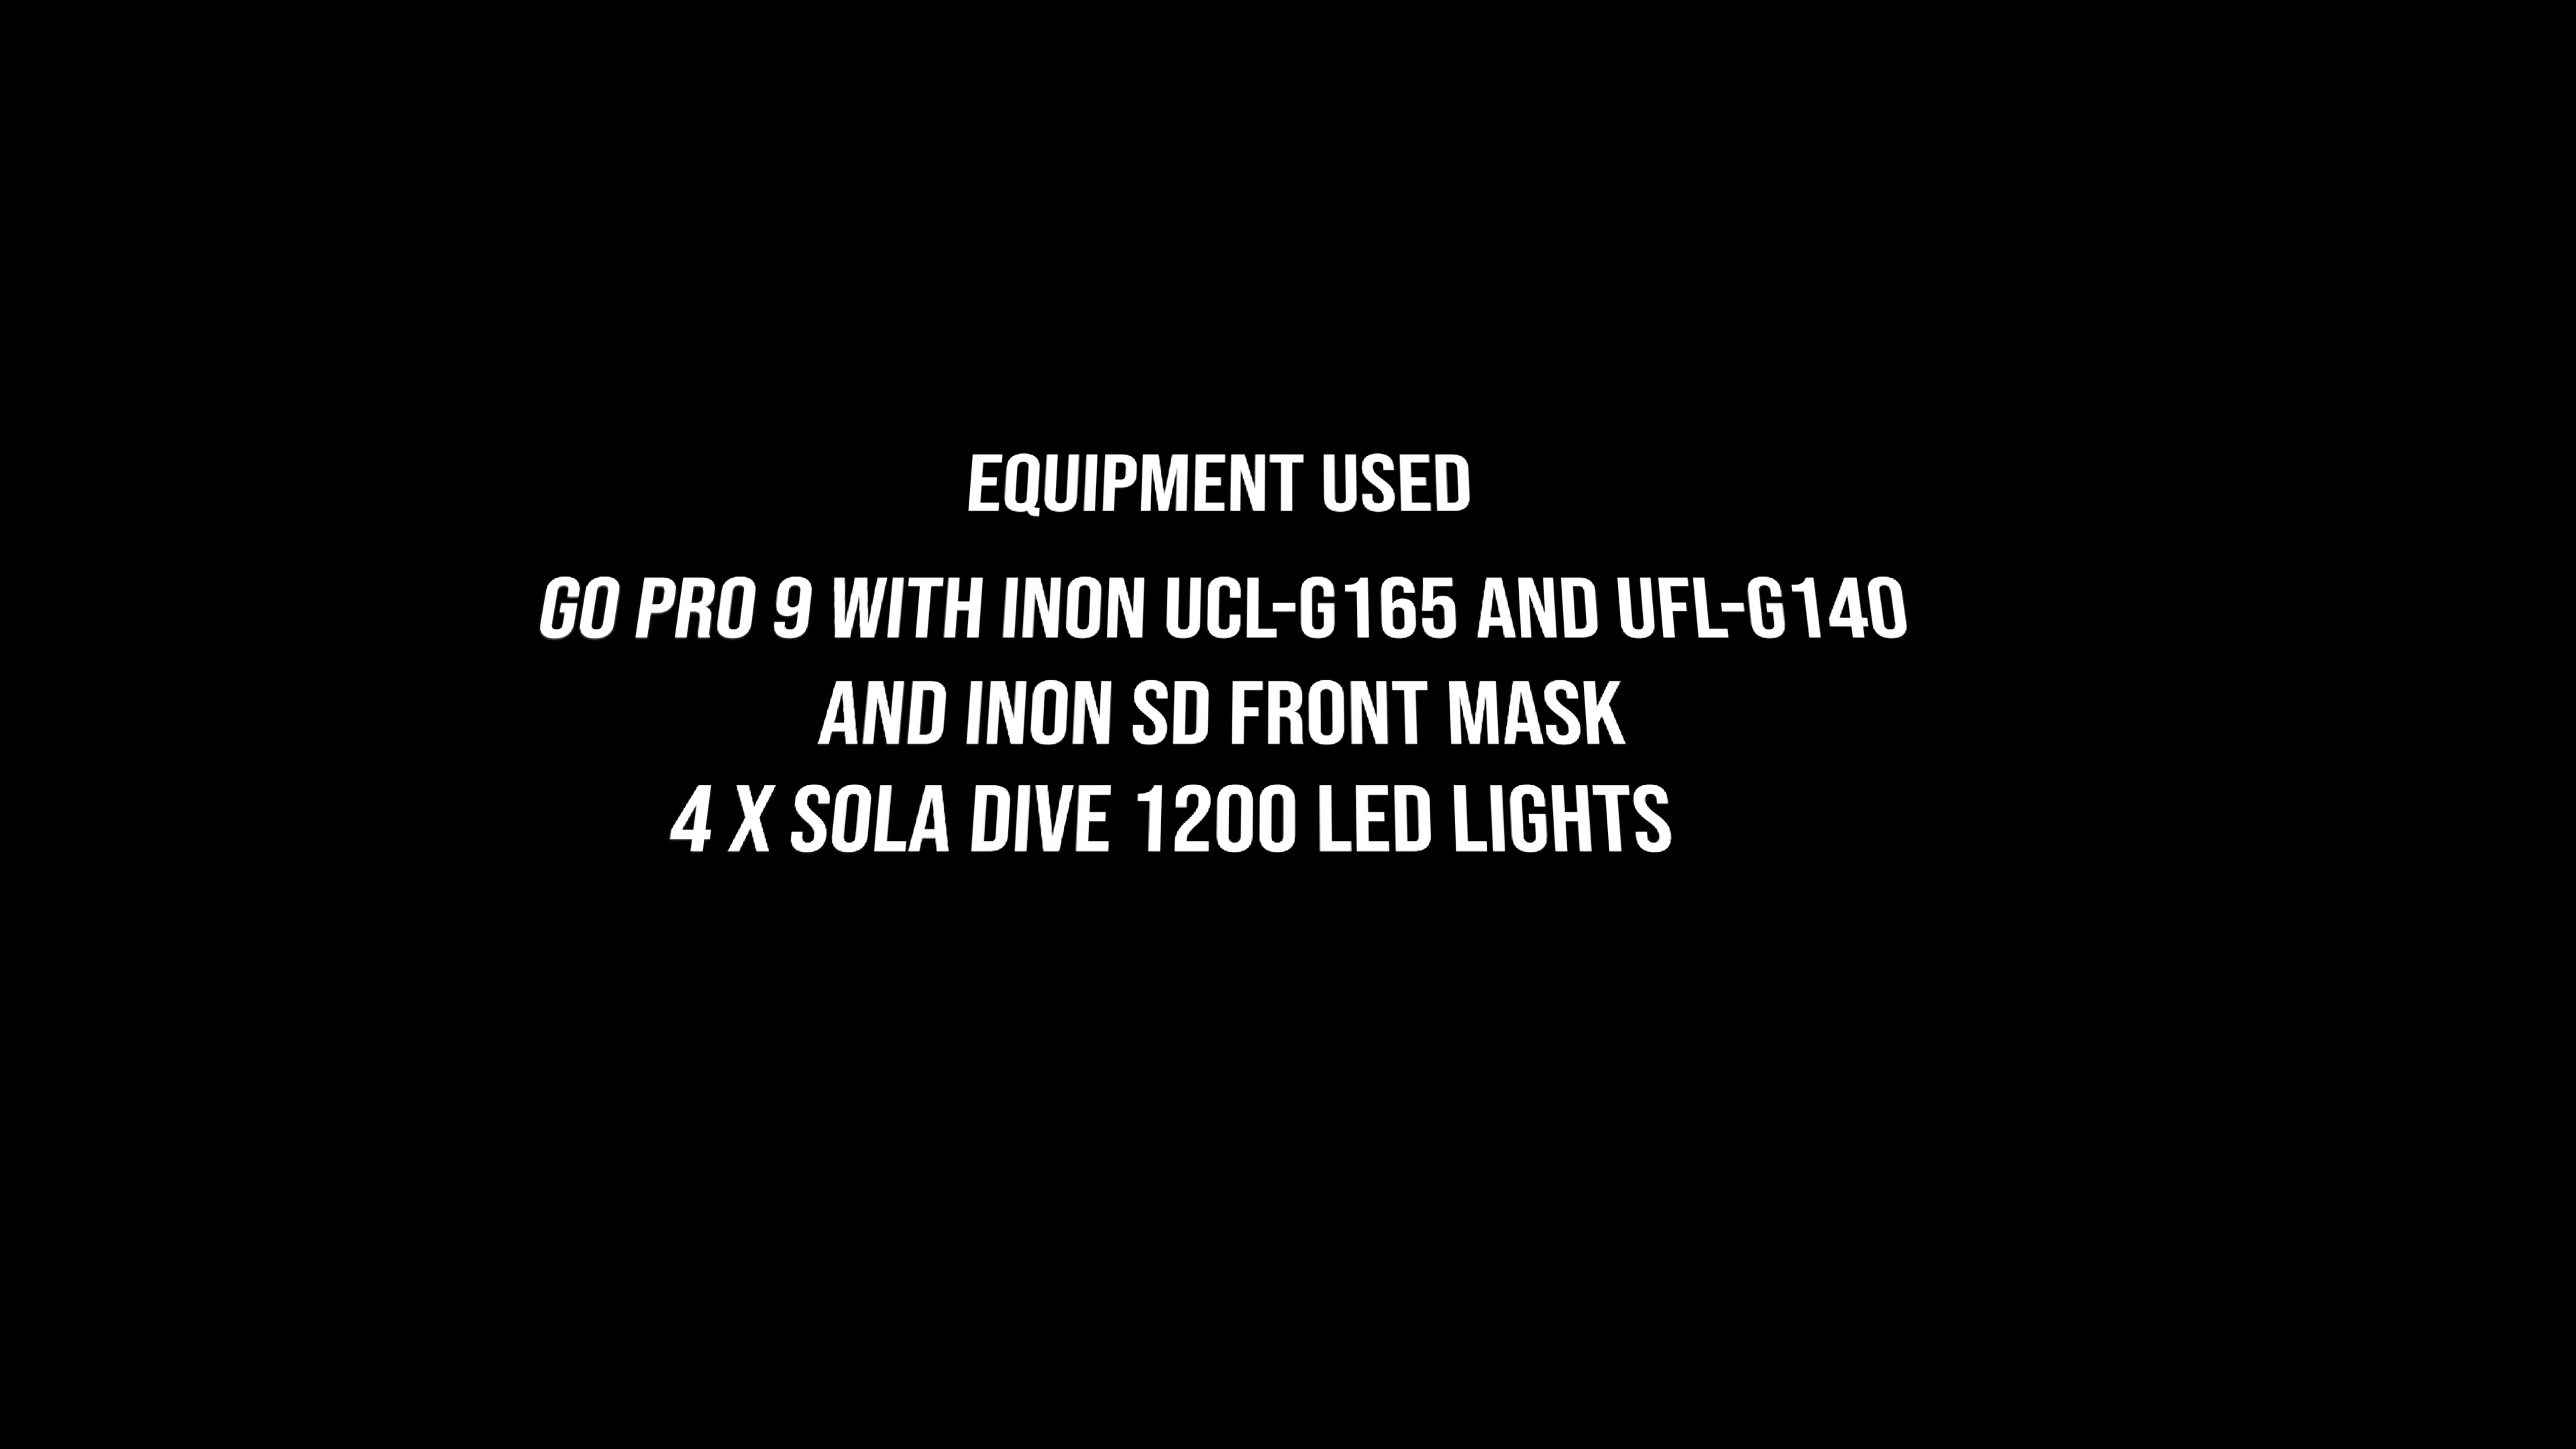 EQUIPMENT USED
GO PRO 9 WITH INON UCL-G165 AND UFL-G140
AND INON SD FRONT MASK
4 X SOLA DIVE 1200 LED LIGHTS